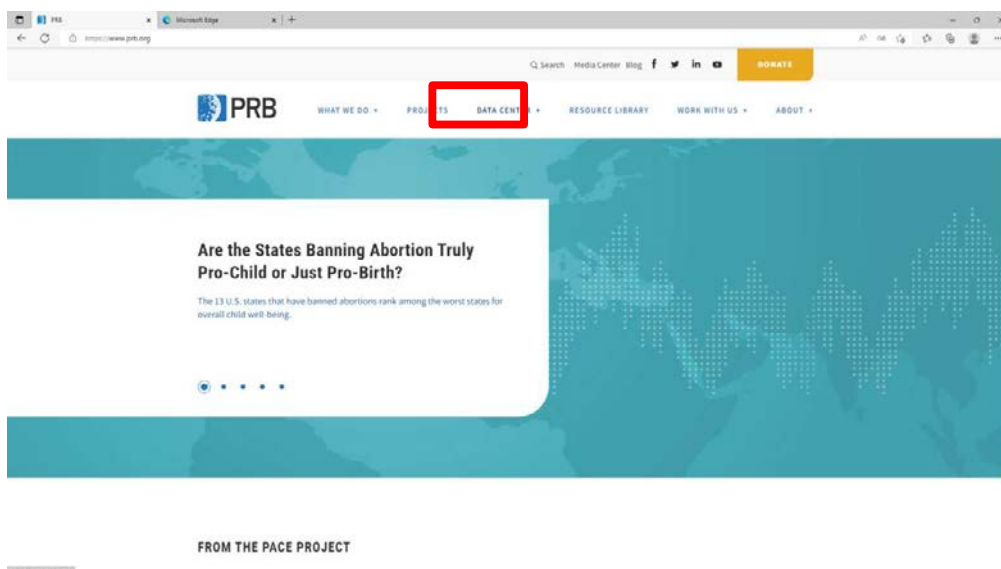 PRB
Microsoft Edge
https://www.prb.org
Search Media Center Blog
DONATE
PRB
WHAT WE DO +
PROJECTS
DATA CENTER +
RESOURCE LIBRARY
WORK WITH US +
ABOUT +
Are the States Banning Abortion Truly
Pro-Child or Just Pro-Birth?
The 13 U.S. states that have banned abortions rank among the worst states for
overall child well-being.
FROM THE PACE PROJECT